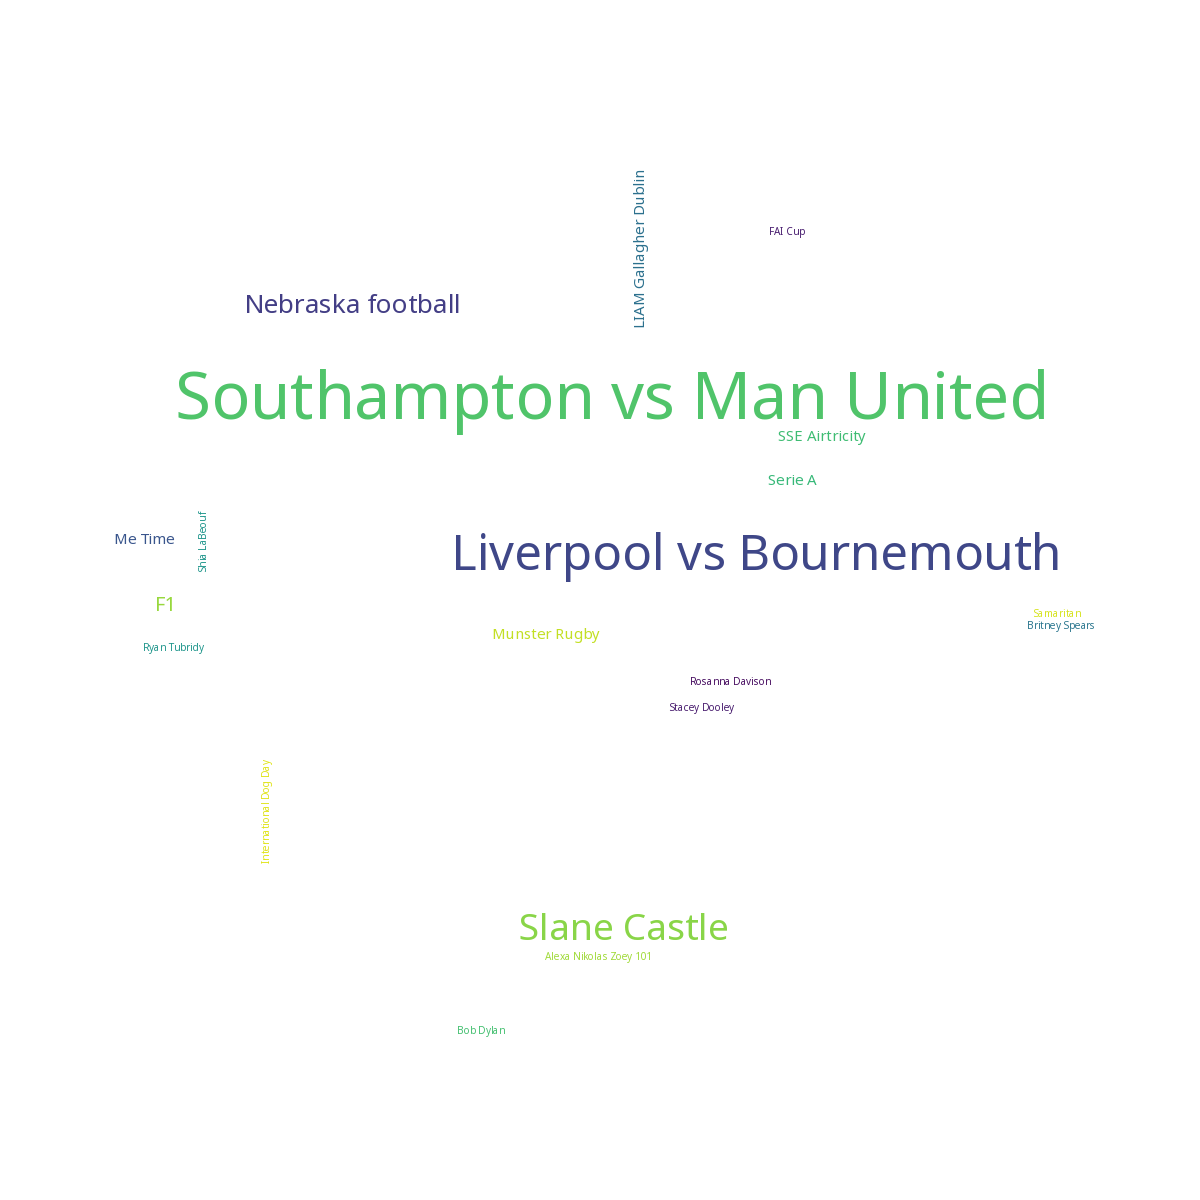 LIAM Gallagher Dublin
FAI Cup
Nebraska football
Southampton vs Man United
SSE Airtricity
Serie A
Me Time
Shia LaBeouf
Liverpool vs Bournemouth
F1
Samaritan
Britney Spears
Munster Rugby
Ryan Tubridy
Rosanna Davison
Stacey Dooley
International Dog Day
Slane Castle
Alexa Nikolas Zoey 101
Bob Dylan